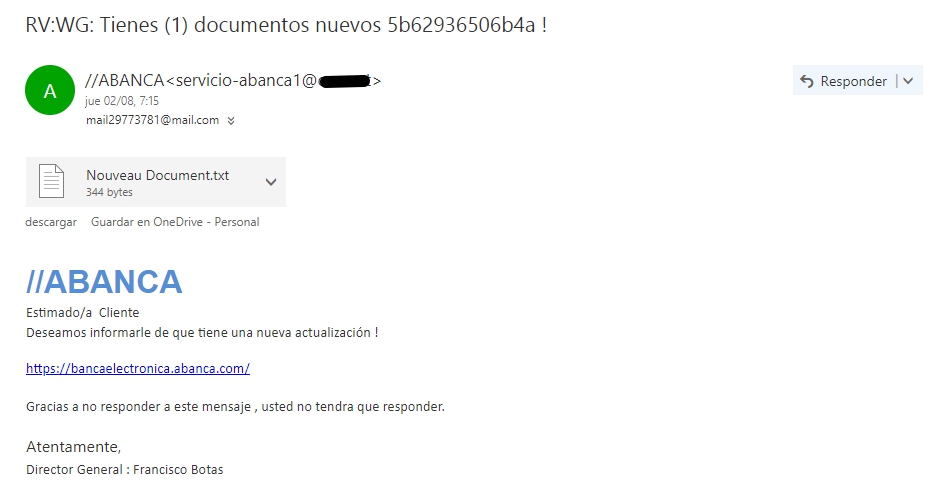 RV:WG: Tienes (1) documentos nuevos 5b62936506b4a !
A
//ABANCA<servicio-abanca1@ >
Responder
jue 02/08, 7:15
mail29773781@mail.com
Nouveau Document.txt
344 bytes
descargar Guardar en OneDrive - Personal
//ABANCA
Estimado/a Cliente
Deseamos informarle de que tiene una nueva actualización !
https://bancaelectronica.abanca.com/
Gracias a no responder a este mensaje , usted no tendra que responder.
Atentamente,
Director General : Francisco Botas